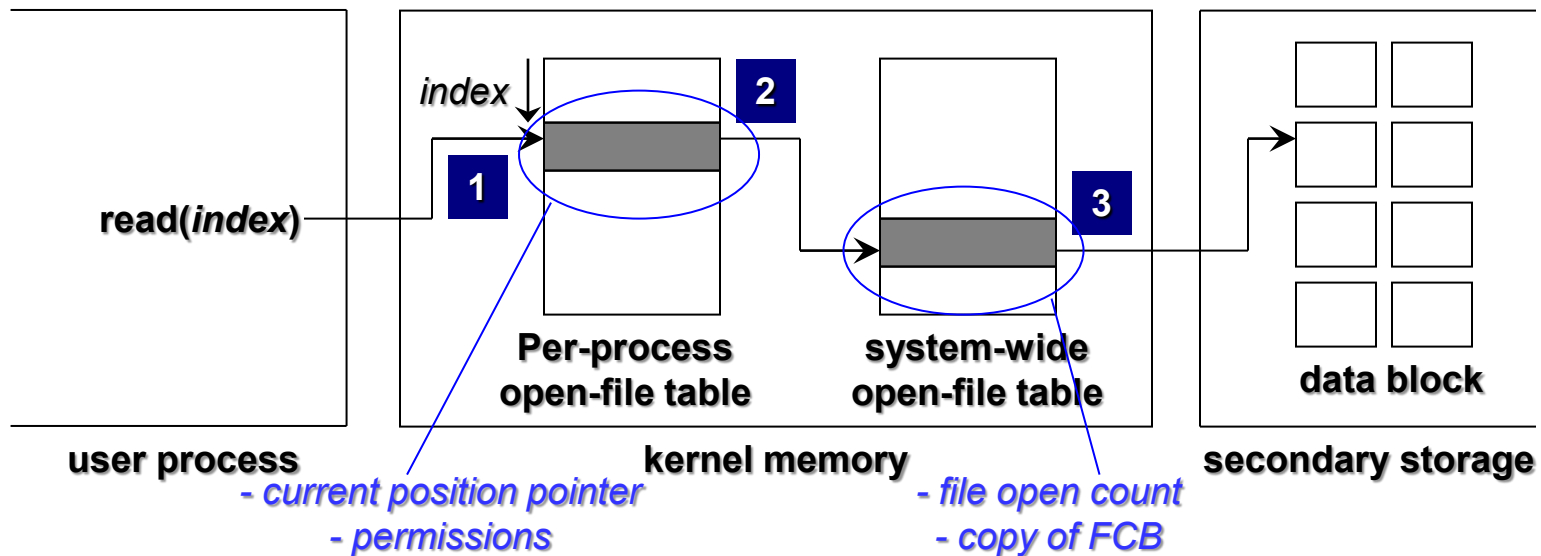 index
2
1
3
read(index)
Per-process
open-file table
system-wide
open-file table
data block
user process
kernel memory
secondary storage
- current position pointer
- permissions
- file open count
- copy of FCB